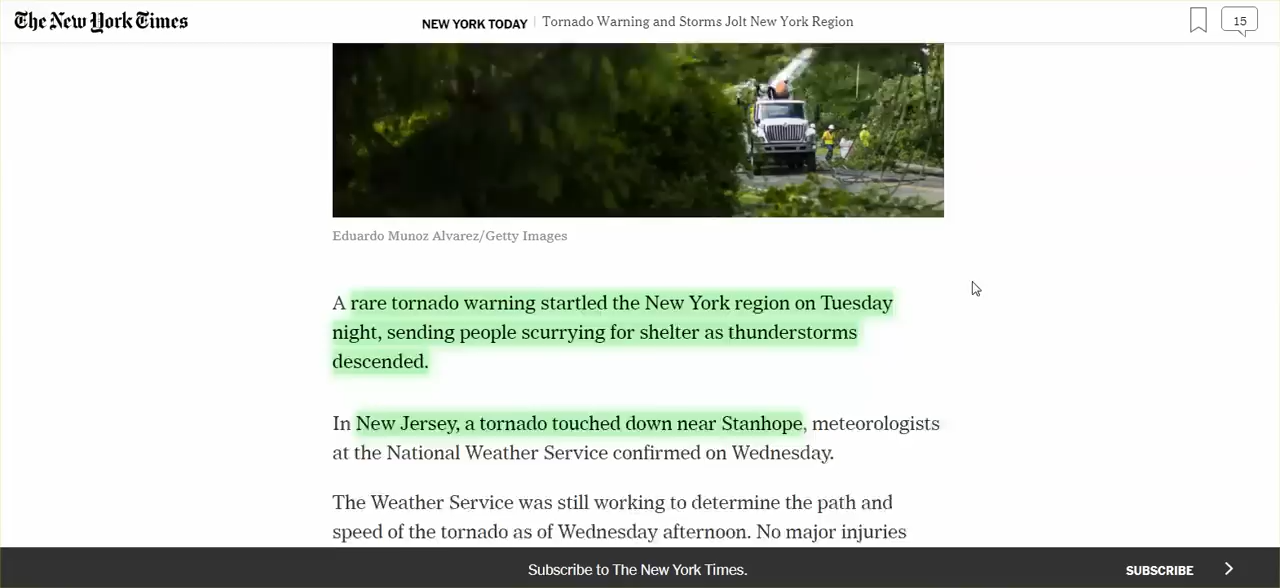 The New York Times
NEW YORK TODAY | Tornado Warning and Storms Jolt New York Region
15
Eduardo Munoz Alvarez/Getty Images
A rare tornado warning startled the New York region on Tuesday
night, sending people scurrying for shelter as thunderstorms
descended.
In New Jersey, a tornado touched down near Stanhope, meteorologists
at the National Weather Service confirmed on Wednesday.
The Weather Service was still working to determine the path and
speed of the tornado as of Wednesday afternoon. No major injuries
Subscribe to The New York Times.
SUBSCRIBE